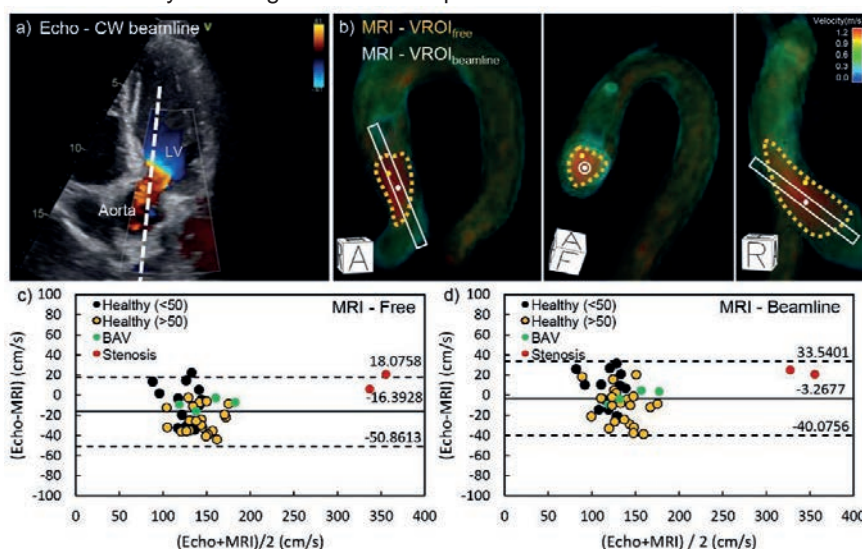 a) Echo - CW beamline V
LV
Aorta
5
10
15
b) MRI - VROIfree
MRI - VROIbeamline
A
A
F
R
Velocity(m/s)
1.2
0.9
0.6
0.3
0.0
c)
MRI - Free
Healthy (<50)
Healthy (>50)
BAV
Stenosis
18.0758
-16.3928
-50.8613
(Echo-MRI) (cm/s)
100
80
60
40
20
0
-20
-40
-60
-80
-100
0 50 100 150 200 250 300 350 400
(Echo+MRI)/2 (cm/s)
d)
MRI - Beamline
Healthy (<50)
Healthy (>50)
BAV
Stenosis
33.5401
-3.2677
-40.0756
(Echo-MRI) (cm/s)
100
80
60
40
20
0
-20
-40
-60
-80
-100
0 50 100 150 200 250 300 350 400
(Echo+MRI) / 2 (cm/s)